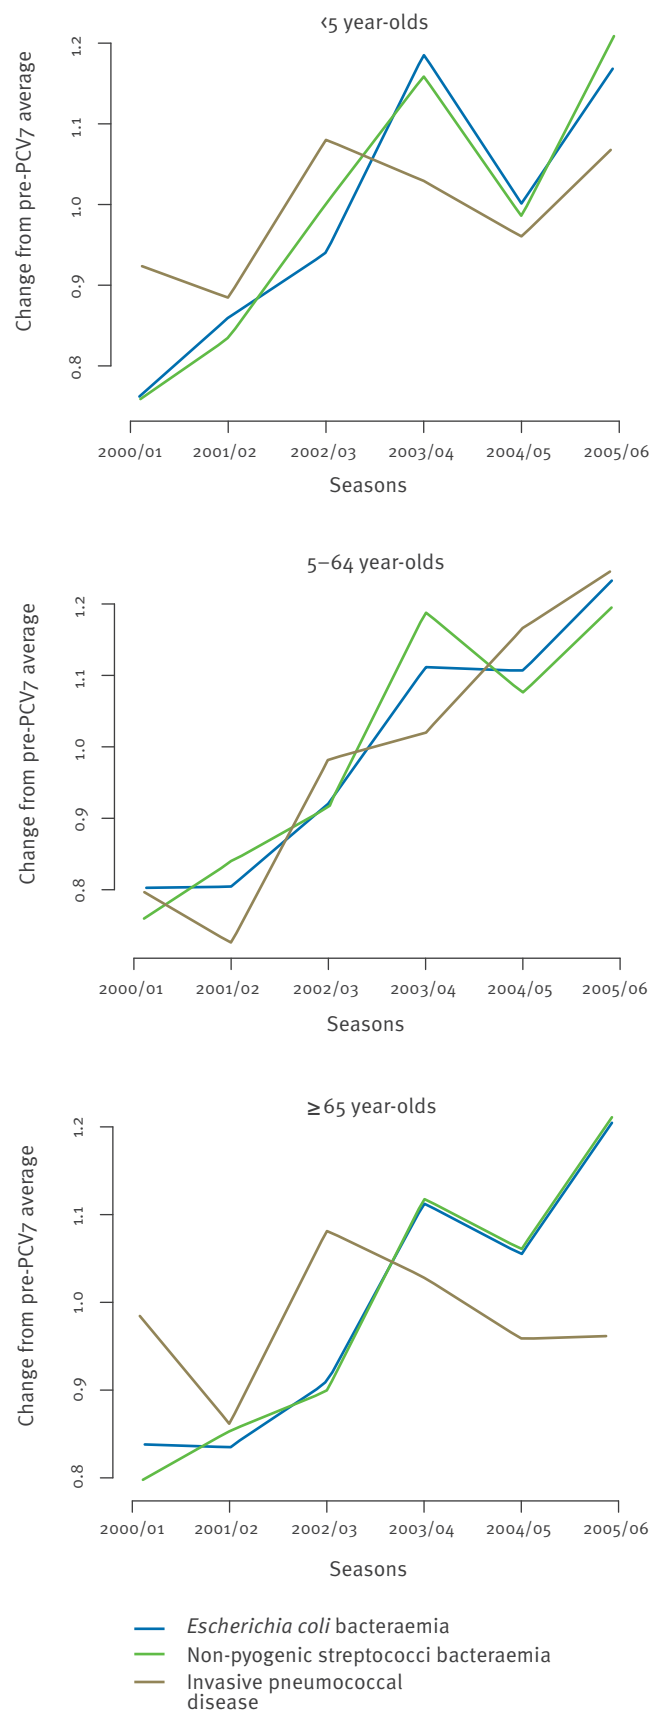 <5 year-olds
Change from pre-PCV7 average
1.2
1.1
1.0
0.9
0.8
2000/01 2001/02 2002/03 2003/04 2004/05 2005/06
Seasons
5–64 year-olds
Change from pre-PCV7 average
1.2
1.1
1.0
0.9
0.8
2000/01 2001/02 2002/03 2003/04 2004/05 2005/06
Seasons
≥65 year-olds
Change from pre-PCV7 average
1.2
1.1
1.0
0.9
0.8
2000/01 2001/02 2002/03 2003/04 2004/05 2005/06
Seasons
Escherichia coli bacteraemia
Non-pyogenic streptococci bacteraemia
Invasive pneumococcal
disease